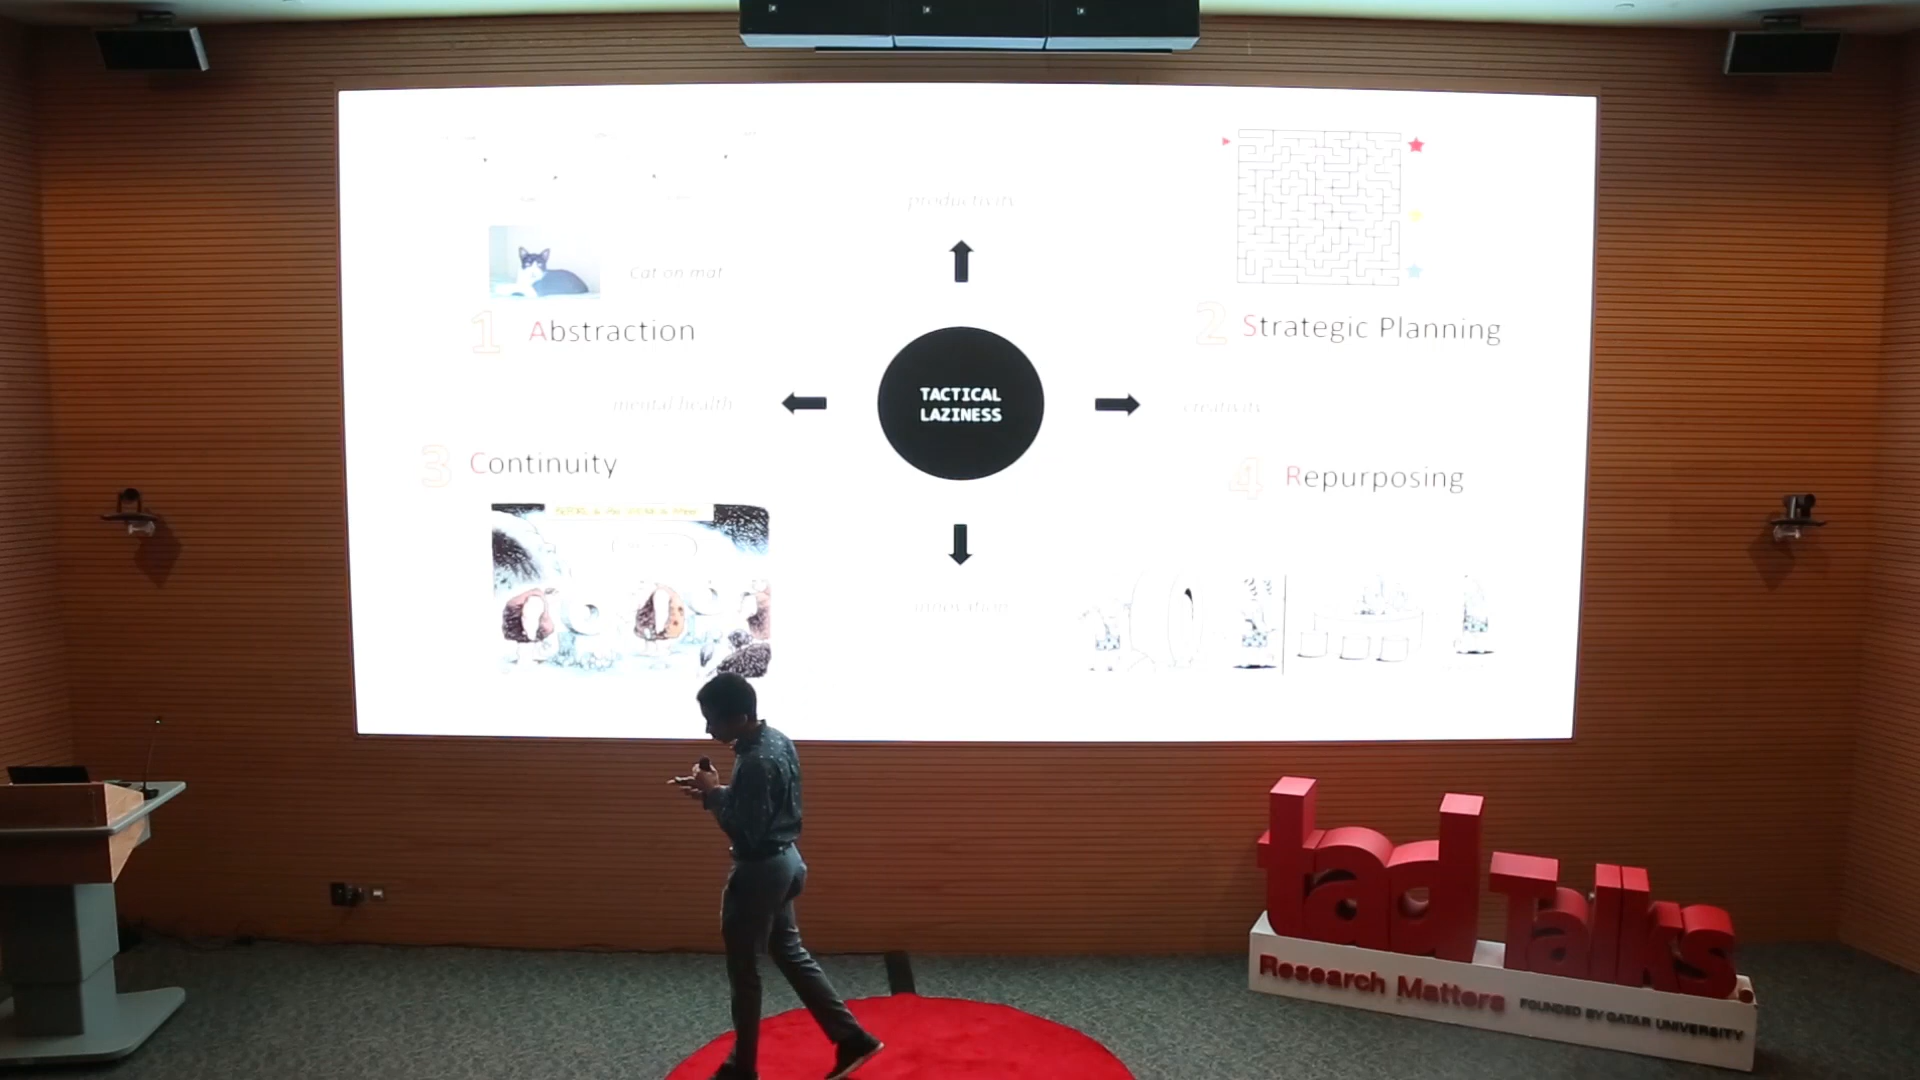 productivity
Cat on mat
1 Abstraction
2 Strategic Planning
TACTICAL
LAZINESS
mental health
creativity
3 Continuity
4 Repurposing
innovation
tad Talks.
Research Matters FOUNDED BY QATAR UNIVERSITY